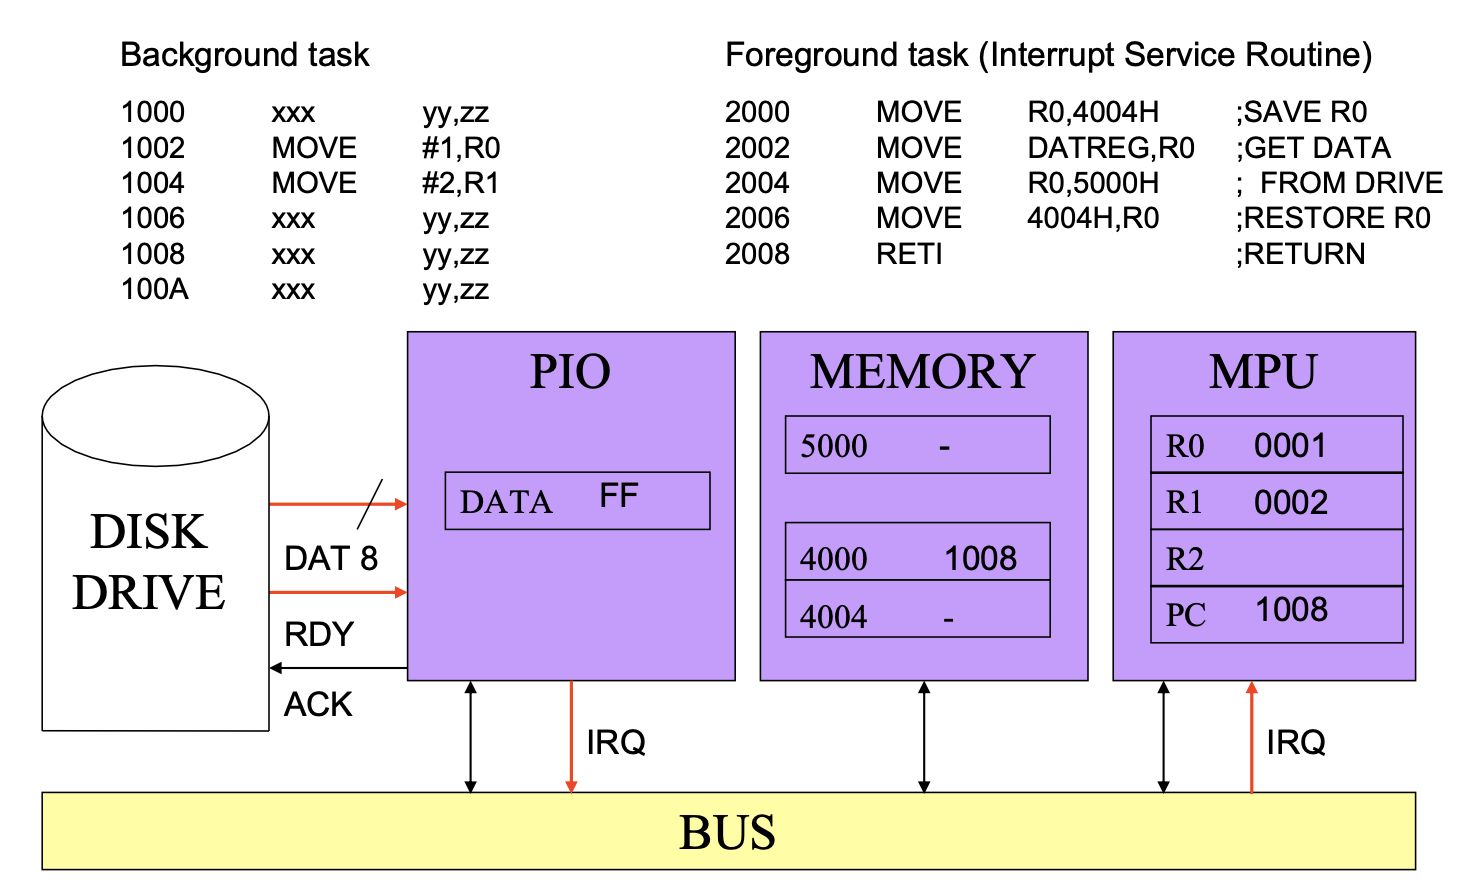 Background task
1000 xxx yy,zz
1002 MOVE #1,R0
1004 MOVE #2,R1
1006 xxx yy,zz
1008 xxx yy,zz
100A xxx yy,zz
Foreground task (Interrupt Service Routine)
2000 MOVE R0,4004H ;SAVE R0
2002 MOVE DATREG,R0 ;GET DATA
2004 MOVE R0,5000H ; FROM DRIVE
2006 MOVE 4004H,R0 ;RESTORE R0
2008 RETI ;RETURN
DISK
DRIVE
DAT 8
RDY
ACK
PIO
DATA FF
IRQ
MEMORY
5000 -
4000 1008
4004 -
MPU
R0 0001
R1 0002
R2
PC 1008
IRQ
BUS